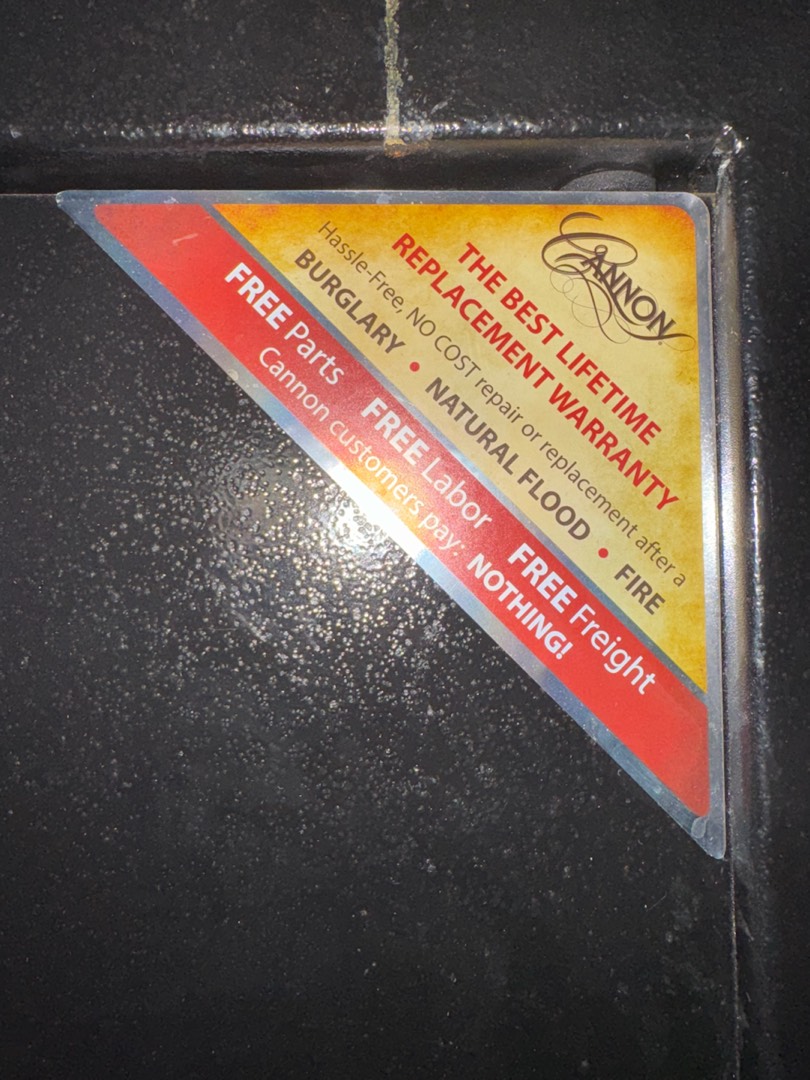 CANNON
THE BEST LIFETIME
REPLACEMENT WARRANTY
Hassle-Free, NO COST repair or replacement after a
BURGLARY • NATURAL FLOOD • FIRE
FREE Parts FREE Labor FREE Freight
Cannon customers pay: NOTHING!